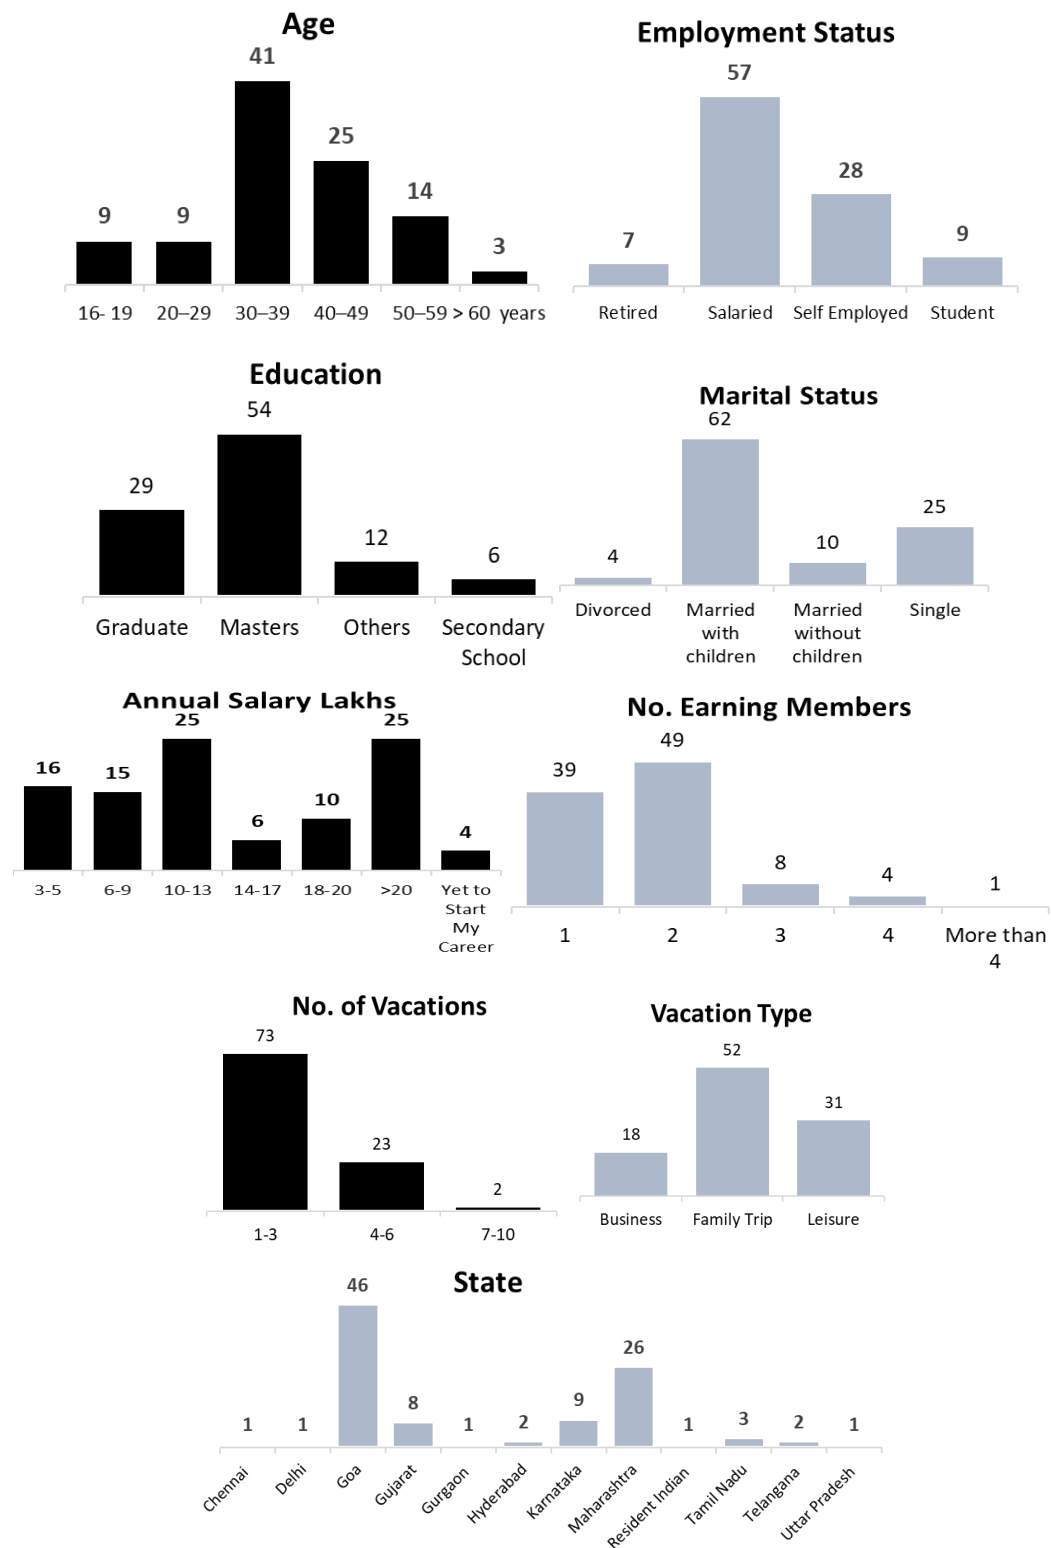 Age
41
25
14
9
9
3
16- 19
20–29
30–39
40–49
50–59
> 60 years
Employment Status
57
28
7
9
Retired
Salaried
Self Employed
Student
Education
54
29
12
6
Graduate
Masters
Others
Secondary
School
Marital Status
62
25
10
4
Divorced
Married
with
children
Married
without
children
Single
Annual Salary Lakhs
25
25
16
15
10
6
4
3-5
6-9
10-13
14-17
18-20
>20
Yet to
Start
My
Career
No. Earning Members
49
39
8
4
1
1
2
3
4
More than
4
No. of Vacations
73
23
2
1-3
4-6
7-10
Vacation Type
52
31
18
Business
Family Trip
Leisure
State
46
26
1
1
8
1
2
9
1
3
2
1
Chennai
Delhi
Goa
Gujarat
Gurgaon
Hyderabad
Karnataka
Maharashtra
Resident Indian
Tamil Nadu
Telangana
Uttar Pradesh